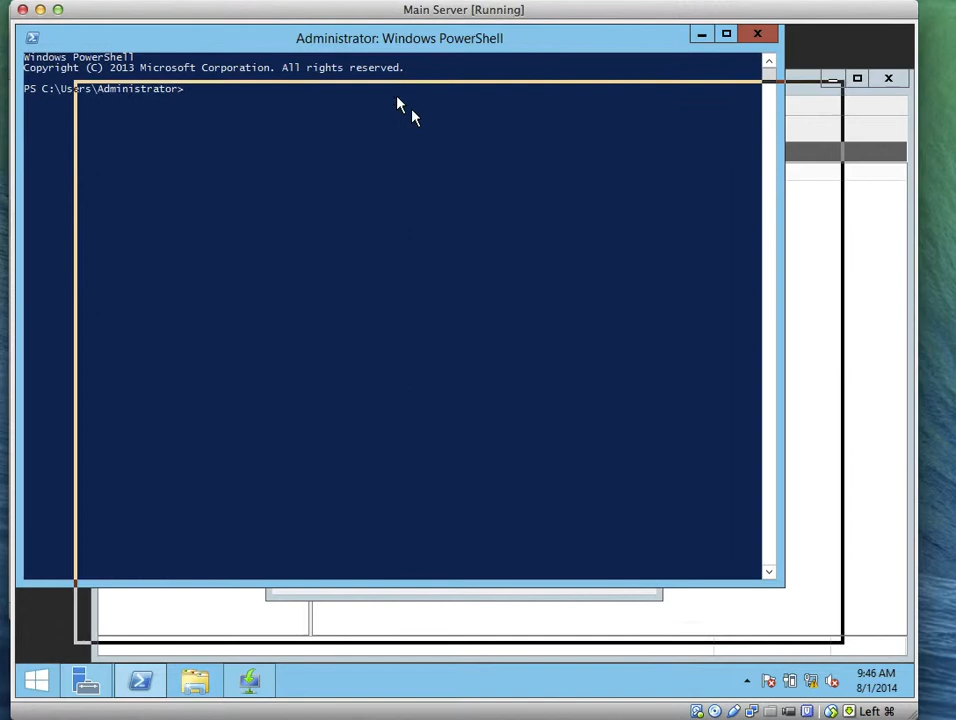 Main Server [Running]
Administrator: Windows PowerShell
Windows PowerShell
Copyright (C) 2013 Microsoft Corporation. All rights reserved.
PS C:\Users\Administrator>
9:46 AM
8/1/2014
Left ⌘